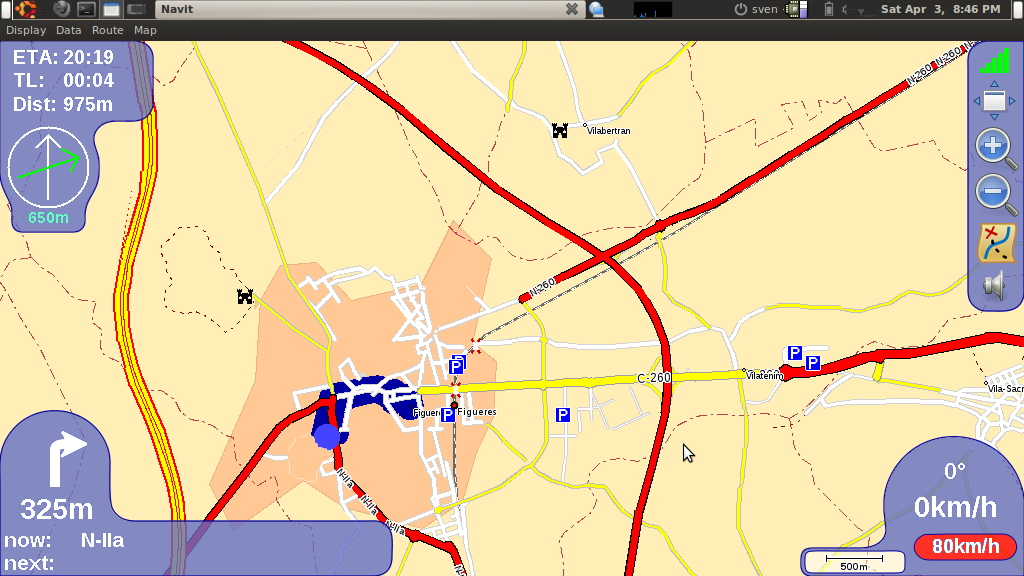 Navit
sven
Sat Apr 3, 8:46 PM
Display Data Route Map
ETA: 20:19
TL: 00:04
Dist: 975m
650m
N-260
N-260
Vilabertran
N-260
C-260
Vilatenim
Vila-Sacr
Figueres
N-IIa
N-IIa
N-IIa
325m
now: N-IIa
next:
0°
0km/h
80km/h
500m
P
P
P
P
P